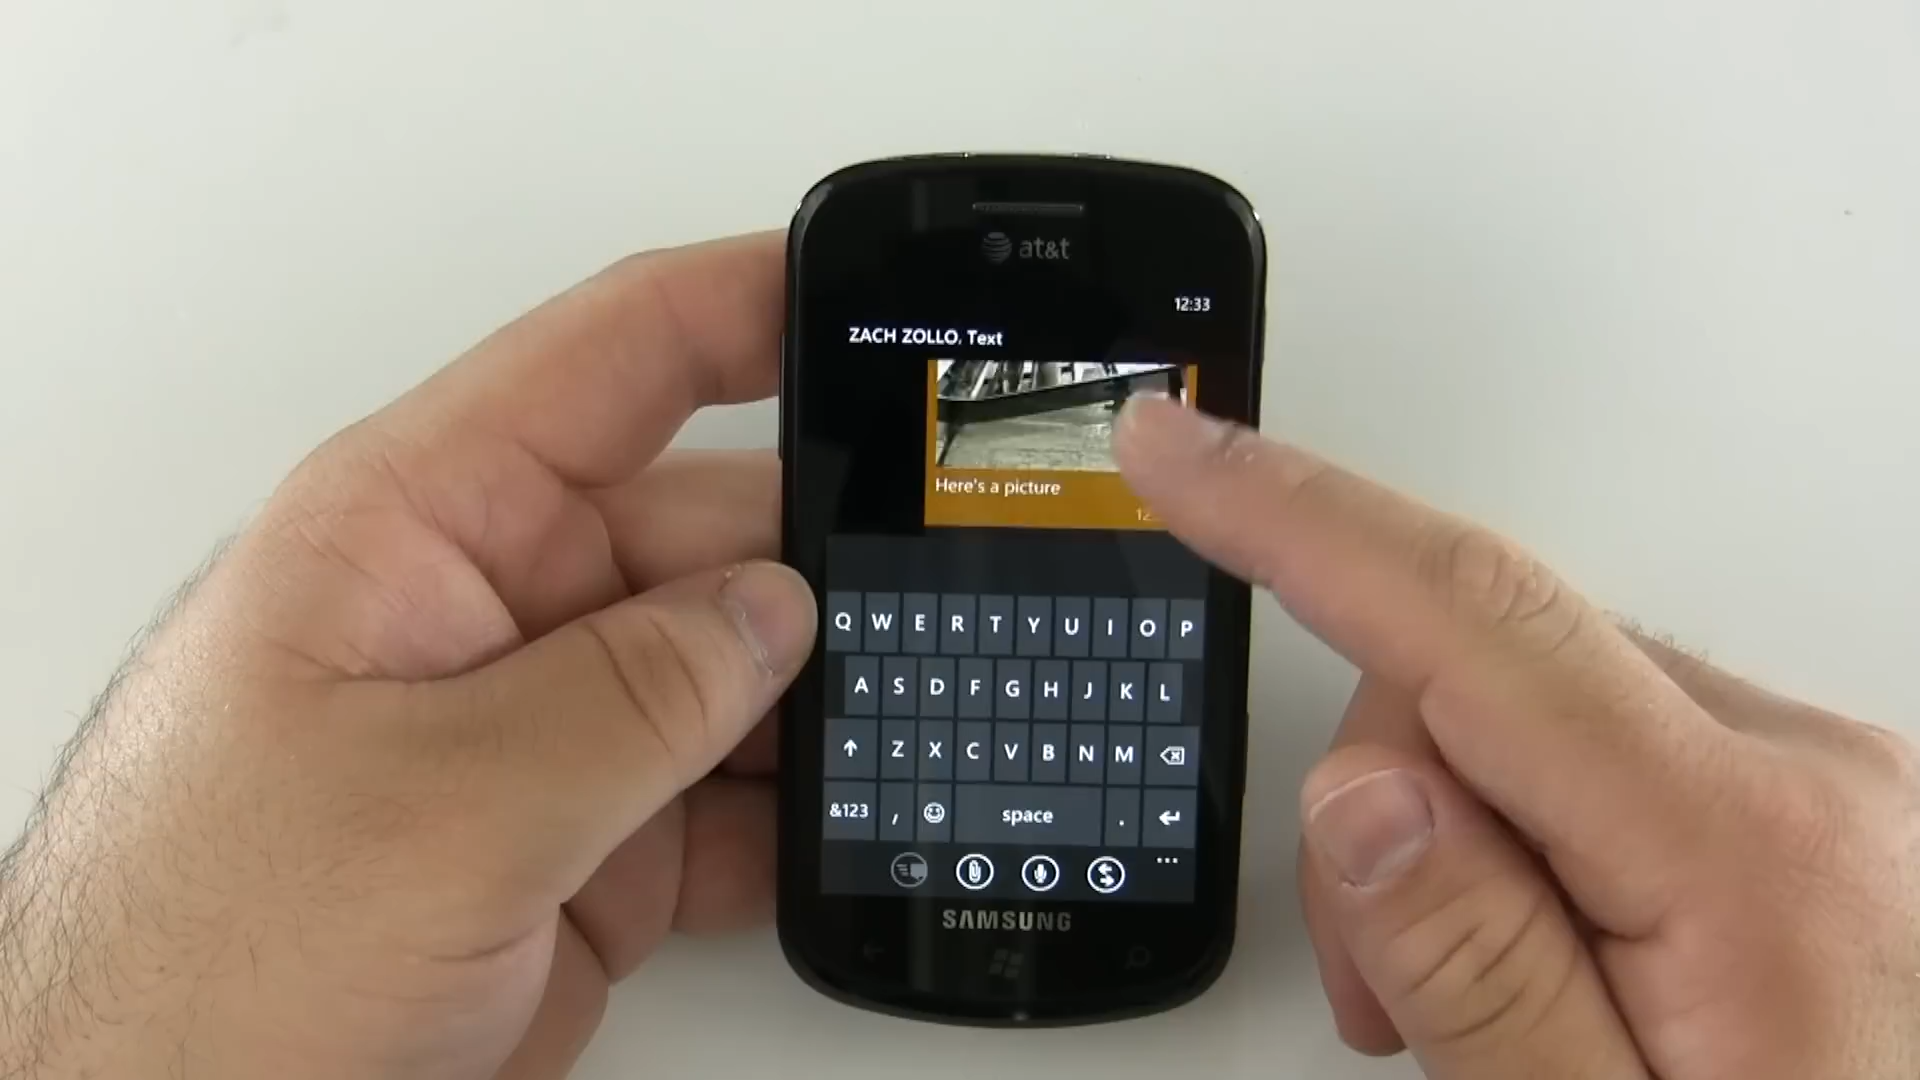 at&t
12:33
ZACH ZOLLO, Text
Here's a picture
Q W E R T Y U I O P
A S D F G H J K L
Z X C V B N M
&123 , space .
SAMSUNG